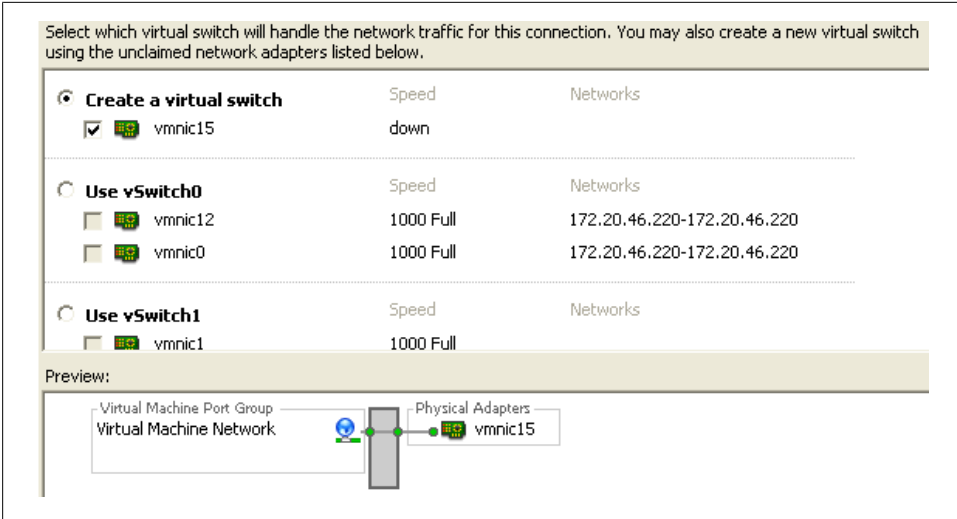 Select which virtual switch will handle the network traffic for this connection. You may also create a new virtual switch
using the unclaimed network adapters listed below.
Create a virtual switch Speed Networks
vmnic15 down
Use vSwitch0 Speed Networks
vmnic12 1000 Full 172.20.46.220-172.20.46.220
vmnic0 1000 Full 172.20.46.220-172.20.46.220
Use vSwitch1 Speed Networks
vmnic1 1000 Full
Preview:
Virtual Machine Port Group Physical Adapters
Virtual Machine Network vmnic15